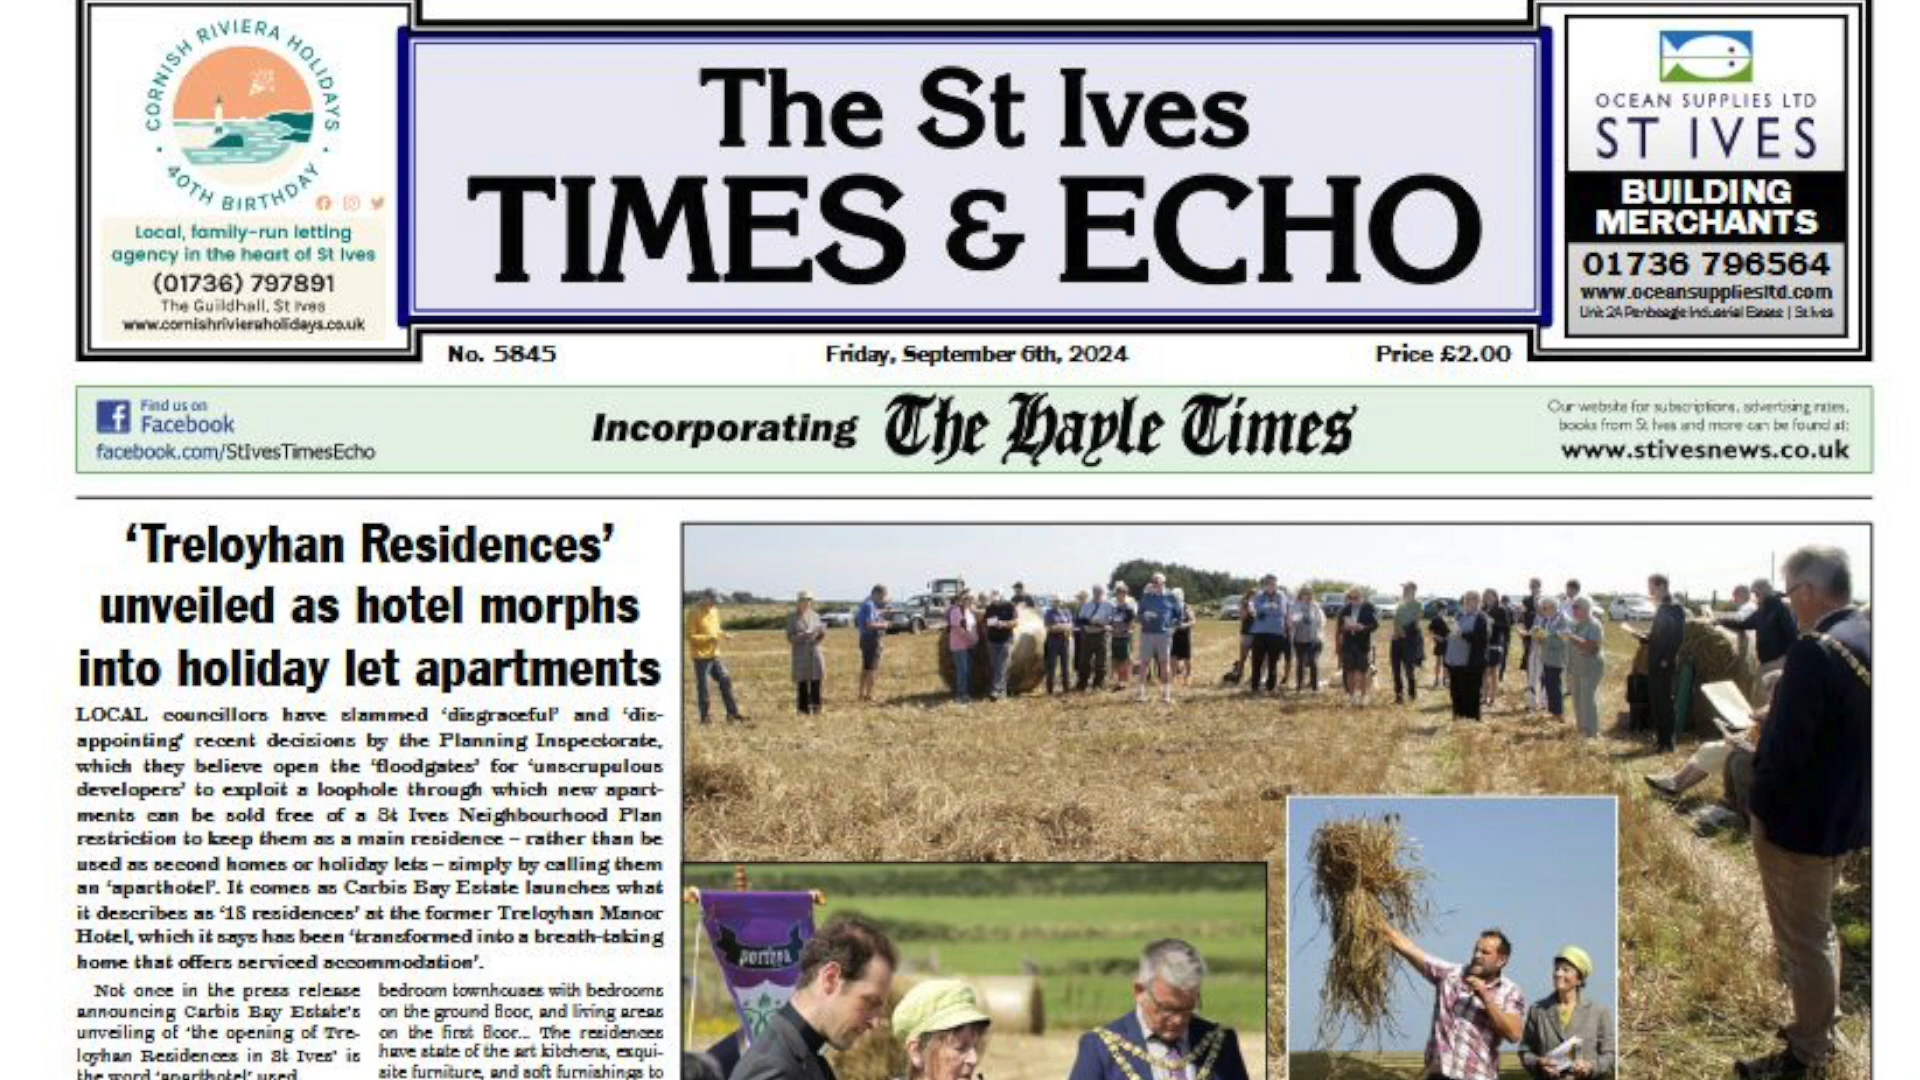 CORNISH RIVIERA HOLIDAYS
• 40TH BIRTHDAY •
Local, family-run letting
agency in the heart of St Ives
(01736) 797891
The Guildhall, St Ives
www.cornishrivieraholidays.co.uk
The St Ives
TIMES & ECHO
OCEAN SUPPLIES LTD
ST IVES
BUILDING
MERCHANTS
01736 796564
www.oceansuppliesltd.com
Unit 2A Penbeagle Industrial Estate | St Ives
No. 5845
Friday, September 6th, 2024
Price £2.00
Find us on
Facebook
facebook.com/StIvesTimesEcho
Incorporating The Hayle Times
Our website for subscriptions, advertising rates,
books from St Ives and more can be found at:
www.stivesnews.co.uk
‘Treloyhan Residences’
unveiled as hotel morphs
into holiday let apartments
LOCAL councillors have slammed ‘disgraceful’ and ‘dis-
appointing’ recent decisions by the Planning Inspectorate,
which they believe open the ‘floodgates’ for ‘unscrupulous
developers’ to exploit a loophole through which new apart-
ments can be sold free of a St Ives Neighbourhood Plan
restriction to keep them as a main residence – rather than be
used as second homes or holiday lets – simply by calling them
an ‘aparthotel’. It comes as Carbis Bay Estate launches what
it describes as ‘18 residences’ at the former Treloyhan Manor
Hotel, which it says has been ‘transformed into a breath-taking
home that offers serviced accommodation’.
Not once in the press release
announcing Carbis Bay Estate’s
unveiling of ‘the opening of Tre-
loyhan Residences in St Ives’ is
the word ‘aparthotel’ used.
bedroom townhouses with bedrooms
on the ground floor, and living areas
on the first floor... The residences
have state of the art kitchens, exqui-
site furniture, and soft furnishings to